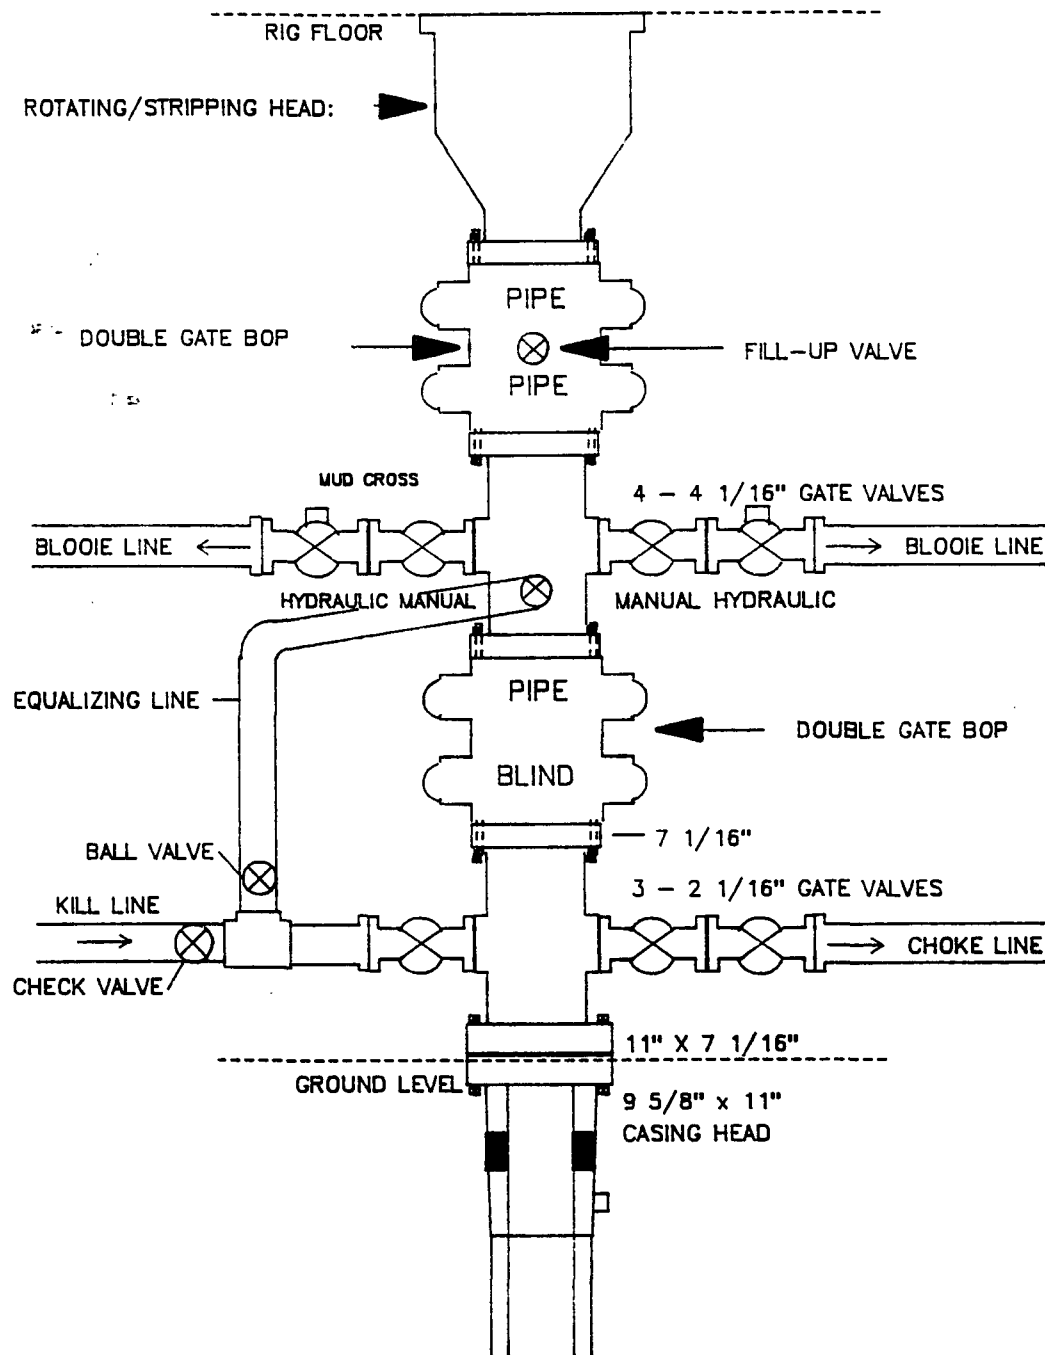 RIG FLOOR
ROTATING/STRIPPING HEAD:
PIPE
DOUBLE GATE BOP
FILL-UP VALVE
PIPE
MUD CROSS
4 - 4 1/16" GATE VALVES
BLOOIE LINE
BLOOIE LINE
HYDRAULIC MANUAL
MANUAL HYDRAULIC
PIPE
EQUALIZING LINE
DOUBLE GATE BOP
BLIND
7 1/16"
BALL VALVE
3 - 2 1/16" GATE VALVES
KILL LINE
CHOKE LINE
CHECK VALVE
11" X 7 1/16"
GROUND LEVEL
9 5/8" x 11"
CASING HEAD